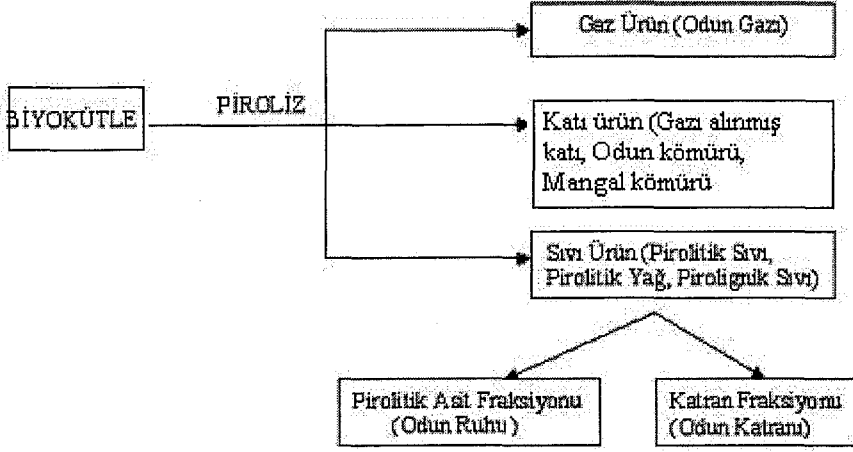 Gaz Ürün (Odun Gazı)
BİYOKÜTLE
PİROLİZ
Katı ürün (Gazı alınmış
katı, Odun kömürü,
Mangal kömürü
Sıvı Ürün (Pirolitik Sıvı,
Pirolitik Yağ, Pirolignik Sıvı)
Pirolitik Asit Fraksiyonu
(Odun Ruhu)
Katran Fraksiyonu
(Odun Katranı)